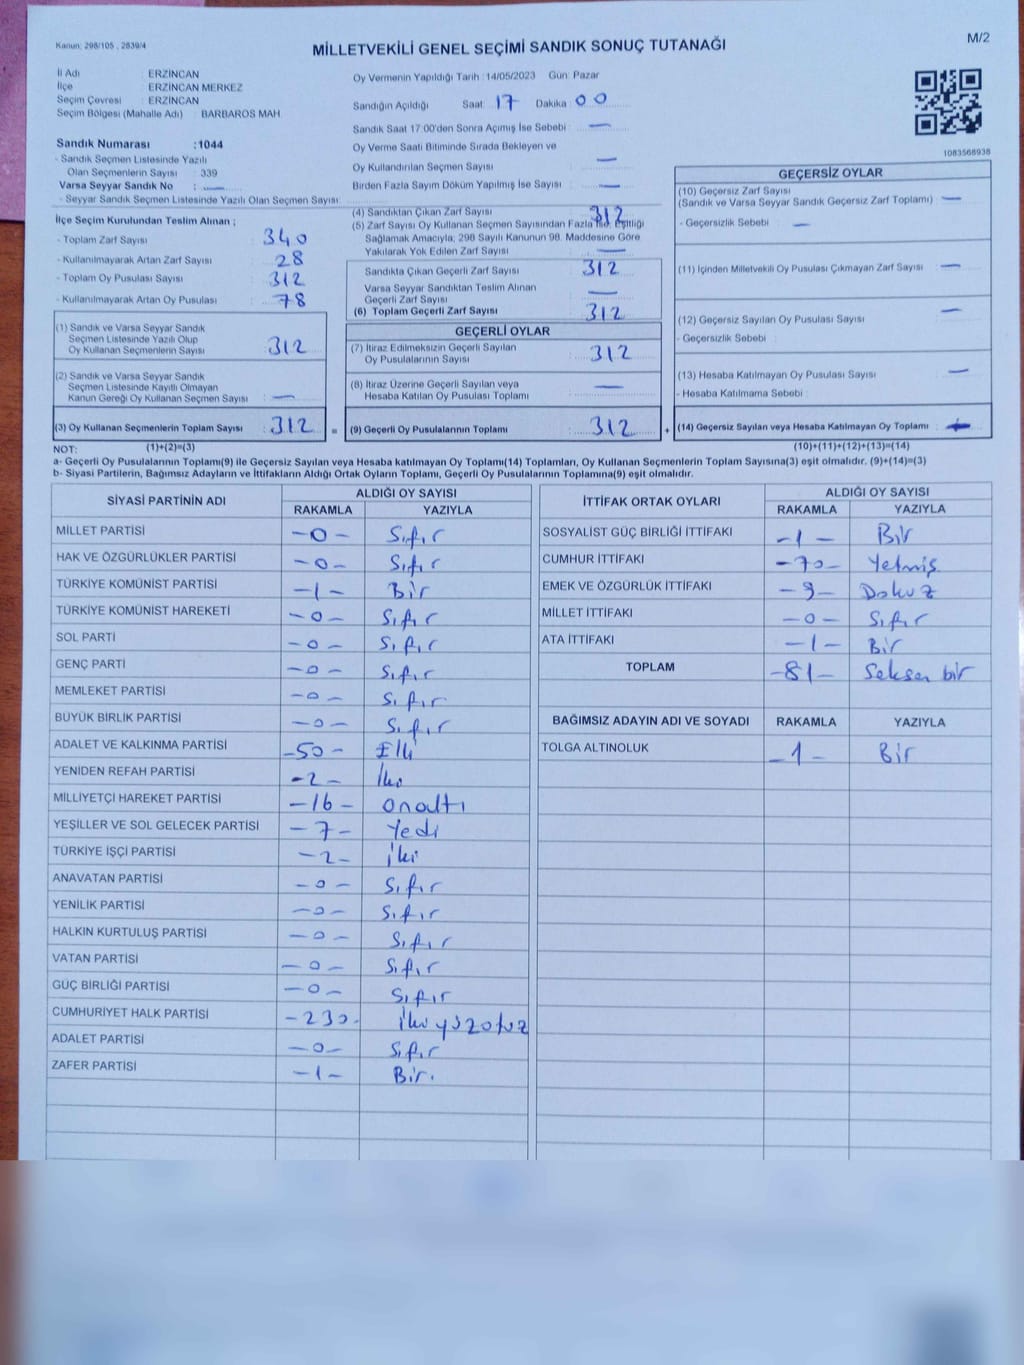 Kanun: 298/105 , 2839/4
M/2
MİLLETVEKİLİ GENEL SEÇİMİ SANDIK SONUÇ TUTANAĞI
İl Adı : ERZİNCAN
İlçe : ERZİNCAN MERKEZ
Seçim Çevresi : ERZİNCAN
Seçim Bölgesi (Mahalle Adı) BARBAROS MAH
Sandık Numarası :1044
- Sandık Seçmen Listesinde Yazılı
Olan Seçmenlerin Sayısı : 339
Varsa Seyyar Sandık No : —
- Seyyar Sandık Seçmen Listesinde Yazılı Olan Seçmen Sayısı:
Oy Vermenin Yapıldığı Tarih :14/05/2023 Gün: Pazar
Sandığın Açıldığı Saat: 17 Dakika: 00
Sandık Saat 17:00'den Sonra Açımış İse Sebebi : —
Oy Verme Saati Bitiminde Sırada Bekleyen ve
Oy Kullandırılan Seçmen Sayısı —
Birden Fazla Sayım Döküm Yapılmış İse Sayısı : —
1083568938
İlçe Seçim Kurulundan Teslim Alınan ;
- Toplam Zarf Sayısı : 340
- Kullanılmayarak Artan Zarf Sayısı : 28
- Toplam Oy Pusulası Sayısı : 312
- Kullanılmayarak Artan Oy Pusulası : 78
(1) Sandık ve Varsa Seyyar Sandık
Seçmen Listesinde Yazılı Olup
Oy Kullanan Seçmenlerin Sayısı : 312
(2) Sandık ve Varsa Seyyar Sandık
Seçmen Listesinde Kayıtlı Olmayan
Kanun Gereği Oy Kullanan Seçmen Sayısı : —
(3) Oy Kullanan Seçmenlerin Toplam Sayısı : 312 =
(4) Sandıktan Çıkan Zarf Sayısı : 312
(5) Zarf Sayısı Oy Kullanan Seçmen Sayısından Fazla İse: Eşitliği
Sağlamak Amacıyla, 298 Sayılı Kanunun 98. Maddesine Göre
Yakılarak Yok Edilen Zarf Sayısı : —
Sandıkta Çıkan Geçerli Zarf Sayısı : 312
Varsa Seyyar Sandıktan Teslim Alınan
Geçerli Zarf Sayısı : —
(6) Toplam Geçerli Zarf Sayısı : 312
GEÇERLİ OYLAR
(7) İtiraz Edilmeksizin Geçerli Sayılan
Oy Pusulalarının Sayısı : 312
(8) İtiraz Üzerine Geçerli Sayılan veya
Hesaba Katılan Oy Pusulası Toplamı : —
(9) Geçerli Oy Pusulalarının Toplamı : 312 +
GEÇERSİZ OYLAR
(10) Geçersiz Zarf Sayısı
(Sandık ve Varsa Seyyar Sandık Geçersiz Zarf Toplamı) : —
- Geçersizlik Sebebi : —
(11) İçinden Milletvekili Oy Pusulası Çıkmayan Zarf Sayısı : —
(12) Geçersiz Sayılan Oy Pusulası Sayısı : —
- Geçersizlik Sebebi :
(13) Hesaba Katılmayan Oy Pusulası Sayısı : —
- Hesaba Katılmama Sebebi :
(14) Geçersiz Sayılan veya Hesaba Katılmayan Oy Toplamı : —
NOT: (1)+(2)=(3) (10)+(11)+(12)+(13)=(14)
a- Geçerli Oy Pusulalarının Toplamı(9) ile Geçersiz Sayılan veya Hesaba katılmayan Oy Toplamı(14) Toplamları, Oy Kullanan Seçmenlerin Toplam Sayısına(3) eşit olmalıdır. (9)+(14)=(3)
b- Siyasi Partilerin, Bağımsız Adayların ve İttifakların Aldığı Ortak Oyların Toplamı, Geçerli Oy Pusulalarının Toplamına(9) eşit olmalıdır.
SİYASİ PARTİNİN ADI ALDIĞI OY SAYISI
RAKAMLA YAZIYLA
MİLLET PARTİSİ -0- Sıfır
HAK VE ÖZGÜRLÜKLER PARTİSİ -0- Sıfır
TÜRKİYE KOMÜNİST PARTİSİ -1- Bir
TÜRKİYE KOMÜNİST HAREKETİ -0- Sıfır
SOL PARTİ -0- Sıfır
GENÇ PARTİ -0- Sıfır
MEMLEKET PARTİSİ -0- Sıfır
BÜYÜK BİRLİK PARTİSİ -0- Sıfır
ADALET VE KALKINMA PARTİSİ -50- Elli
YENİDEN REFAH PARTİSİ -2- İki
MİLLİYETÇİ HAREKET PARTİSİ -16- onaltı
YEŞİLLER VE SOL GELECEK PARTİSİ -7- Yedi
TÜRKİYE İŞÇİ PARTİSİ -2- iki
ANAVATAN PARTİSİ -0- Sıfır
YENİLİK PARTİSİ -0- Sıfır
HALKIN KURTULUŞ PARTİSİ -0- Sıfır
VATAN PARTİSİ -0- Sıfır
GÜÇ BİRLİĞİ PARTİSİ -0- Sıfır
CUMHURİYET HALK PARTİSİ -230- ikiyüzotuz
ADALET PARTİSİ -0- Sıfır
ZAFER PARTİSİ -1- Bir.
İTTİFAK ORTAK OYLARI ALDIĞI OY SAYISI
RAKAMLA YAZIYLA
SOSYALİST GÜÇ BİRLİĞİ İTTİFAKI -1- Bir
CUMHUR İTTİFAKI -70- Yetmiş
EMEK VE ÖZGÜRLÜK İTTİFAKI -9- Dokuz
MİLLET İTTİFAKI -0- Sıfır
ATA İTTİFAKI -1- Bir
TOPLAM -81- Seksen bir
BAĞIMSIZ ADAYIN ADI VE SOYADI RAKAMLA YAZIYLA
TOLGA ALTINOLUK -1- Bir